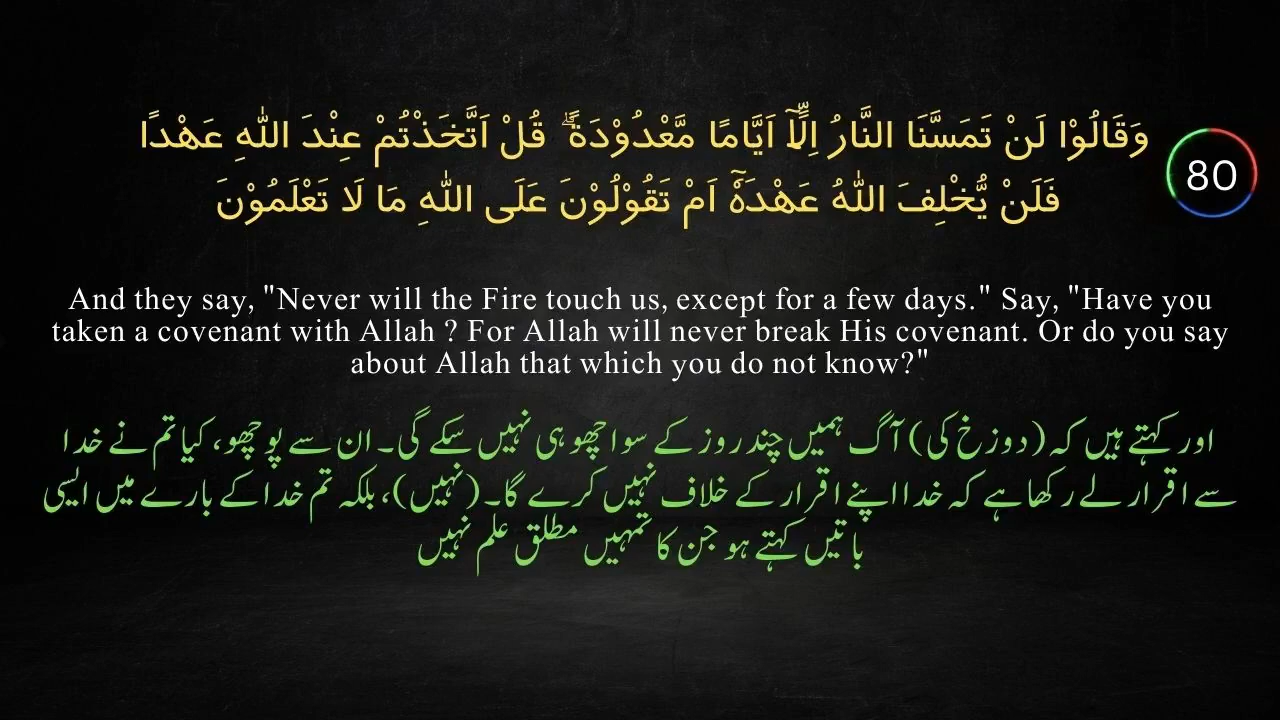 وَقَالُوْا لَنْ تَمَسَّنَا النَّارُ اِلَّاۤ اَيَّامًا مَّعْدُوْدَةً ۗ قُلْ اَتَّخَذْتُمْ عِنْدَ اللّٰهِ عَهْدًا
80
فَلَنْ يُّخْلِفَ اللّٰهُ عَهْدَهٗۤ اَمْ تَقُوْلُوْنَ عَلَى اللّٰهِ مَا لَا تَعْلَمُوْنَ
And they say, "Never will the Fire touch us, except for a few days." Say, "Have you
taken a covenant with Allah ? For Allah will never break His covenant. Or do you say
about Allah that which you do not know?"
اور کہتے ہیں کہ (دوزخ کی) آگ ہمیں چند روز کے سوا چھو ہی نہیں سکے گی۔ ان سے پوچھو، کیا تم نے خدا
سے اقرار لے رکھا ہے کہ خدا اپنے اقرار کے خلاف نہیں کرے گا۔ (نہیں)، بلکہ تم خدا کے بارے میں ایسی
باتیں کہتے ہو جن کا تمہیں مطلق علم نہیں